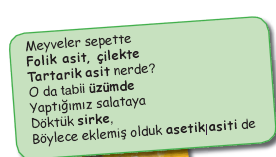 Meyveler sepette
Folik asit, çilekte
Tartarik asit nerde?
O da tabii üzümde
Yaptığımız salataya
Döktük sirke,
Böylece eklemiş olduk asetik asiti de